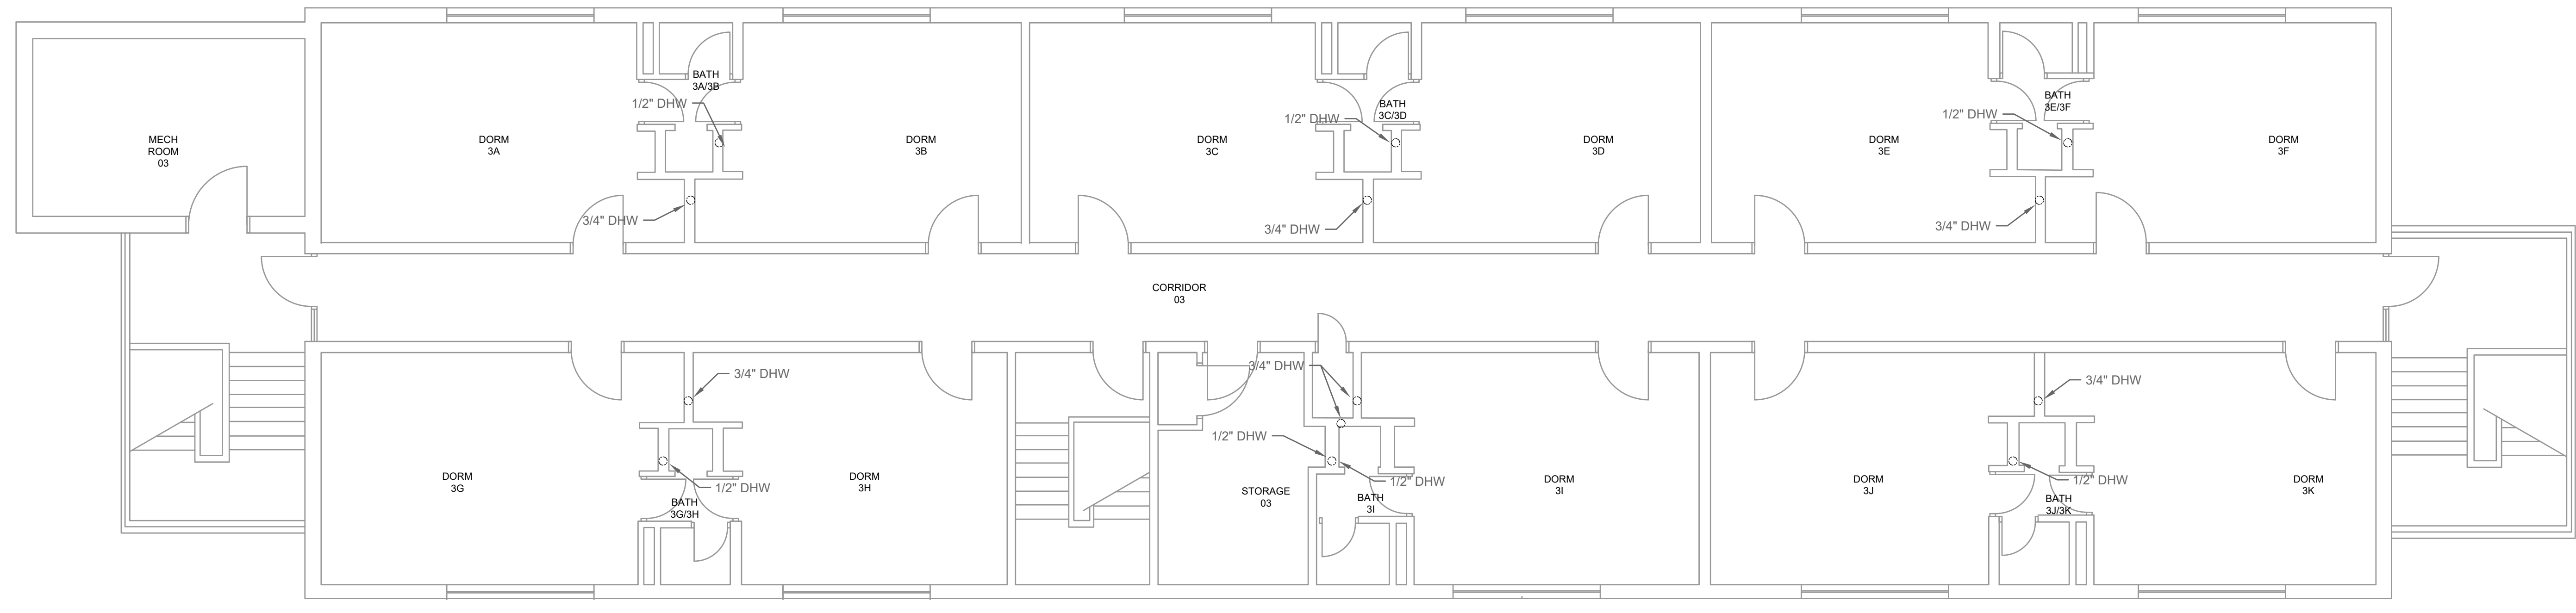 BATH
3A/3B
1/2" DHW
BATH
3C/3D
1/2" DHW
BATH
3E/3F
1/2" DHW
MECH
ROOM
03
DORM
3A
DORM
3B
DORM
3C
DORM
3D
DORM
3E
DORM
3F
3/4" DHW
3/4" DHW
3/4" DHW
CORRIDOR
03
3/4" DHW
3/4" DHW
3/4" DHW
1/2" DHW
DORM
3G
1/2" DHW
BATH
3G/3H
DORM
3H
STORAGE
03
1/2" DHW
BATH
3I
DORM
3I
DORM
3J
1/2" DHW
BATH
3J/3K
DORM
3K